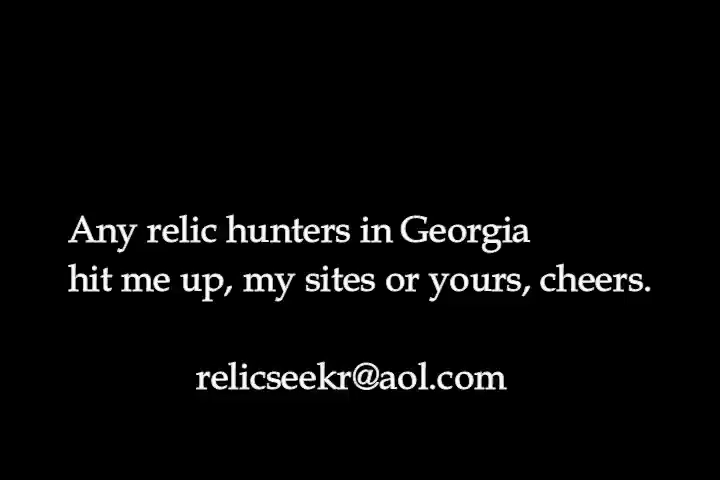 Any relic hunters in Georgia
hit me up, my sites or yours, cheers.
relicseekr@aol.com